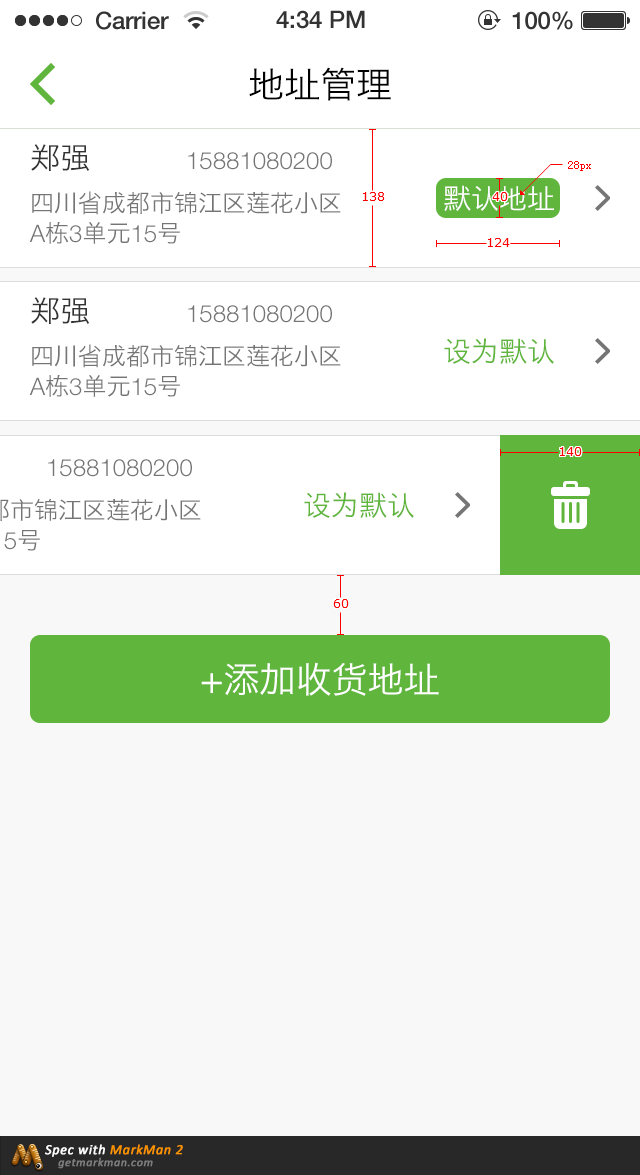 Carrier 4:34 PM 100%
地址管理
郑强 15881080200
四川省成都市锦江区莲花小区
A栋3单元15号
138
默认地址
40
28px
124
郑强 15881080200
四川省成都市锦江区莲花小区
A栋3单元15号
设为默认
15881080200
都市锦江区莲花小区
5号
设为默认
140
60
+添加收货地址
Spec with MarkMan 2
getmarkman.com